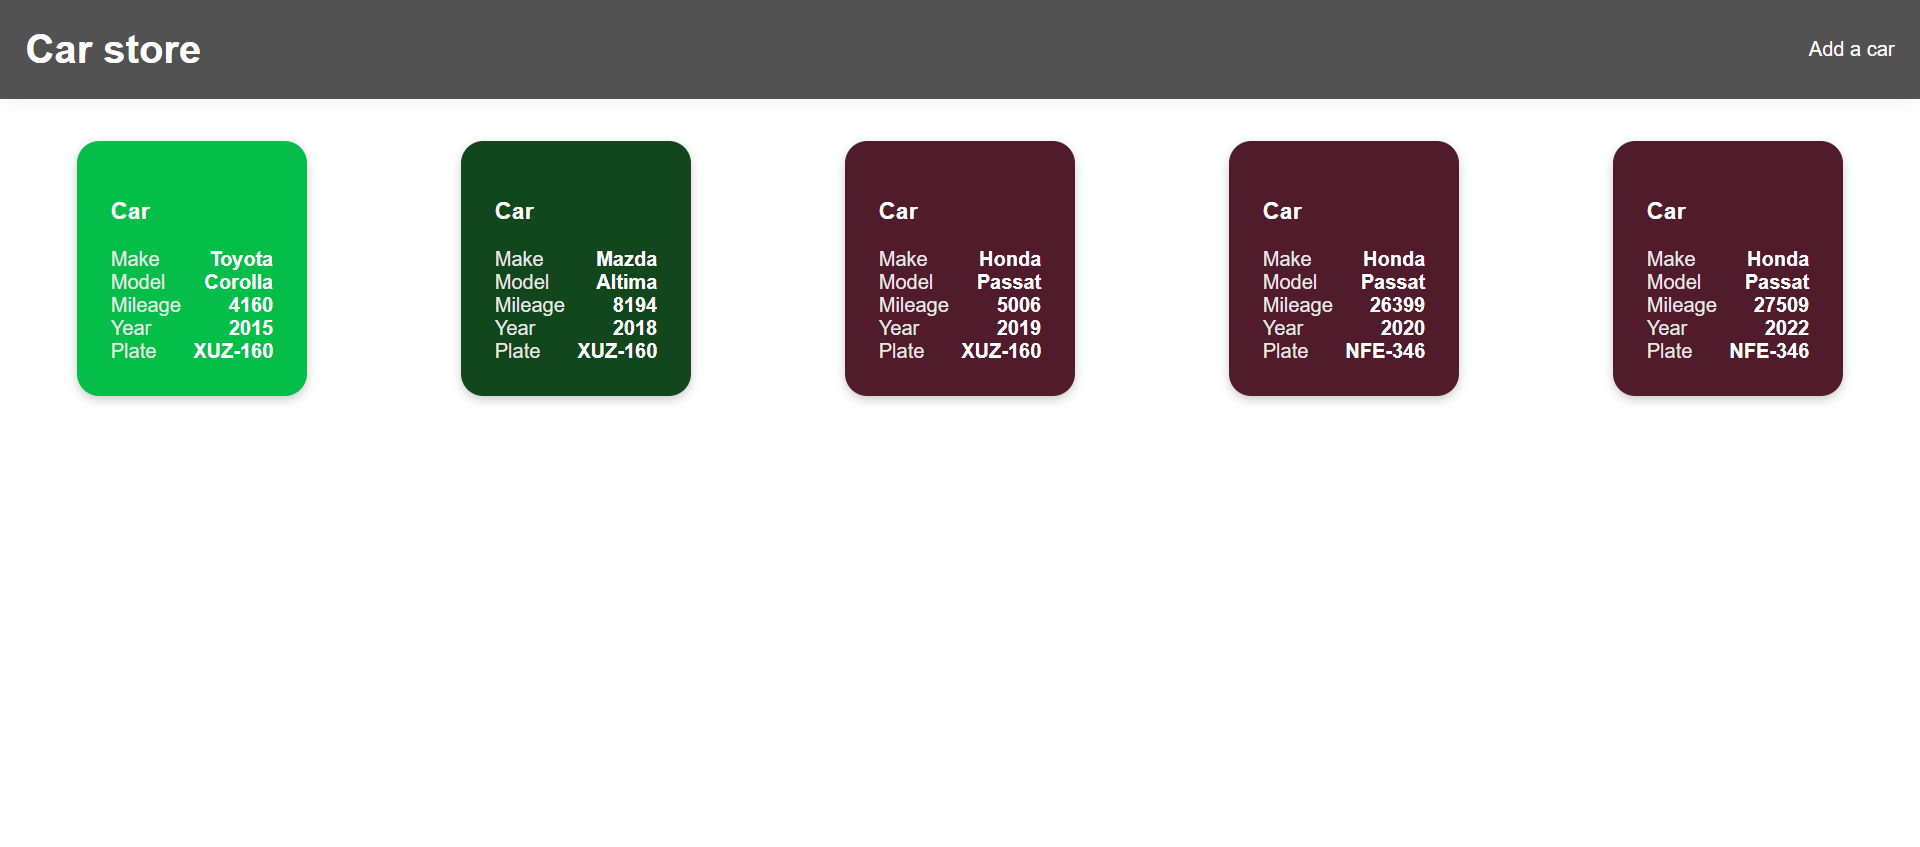 Car store
Add a car
Car
Make Toyota
Model Corolla
Mileage 4160
Year 2015
Plate XUZ-160
Car
Make Mazda
Model Altima
Mileage 8194
Year 2018
Plate XUZ-160
Car
Make Honda
Model Passat
Mileage 5006
Year 2019
Plate XUZ-160
Car
Make Honda
Model Passat
Mileage 26399
Year 2020
Plate NFE-346
Car
Make Honda
Model Passat
Mileage 27509
Year 2022
Plate NFE-346